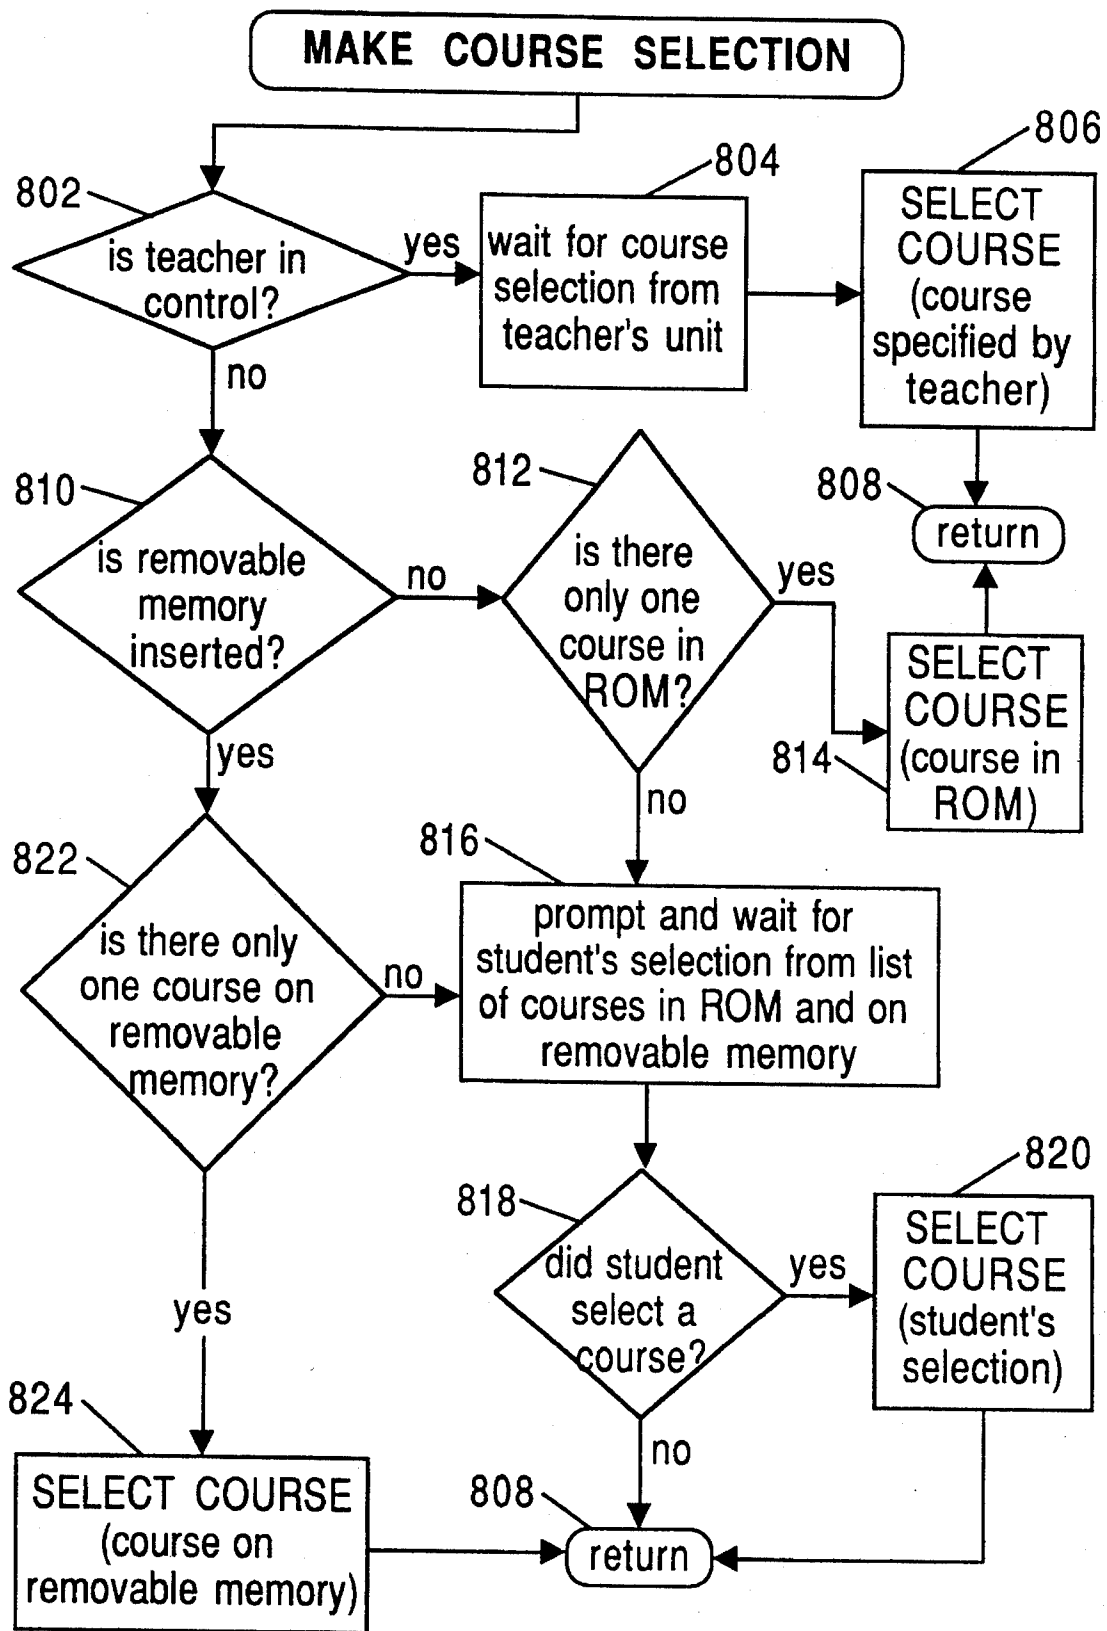 MAKE COURSE SELECTION
802
is teacher in
control?
yes
no
804
wait for course
selection from
teacher's unit
806
SELECT
COURSE
(course
specified by
teacher)
808
return
810
is removable
memory
inserted?
no
yes
812
is there
only one
course in
ROM?
yes
no
814
SELECT
COURSE
(course in
ROM)
816
prompt and wait for
student's selection from list
of courses in ROM and on
removable memory
822
is there only
one course on
removable
memory?
no
yes
818
did student
select a
course?
yes
no
820
SELECT
COURSE
(student's
selection)
824
SELECT COURSE
(course on
removable memory)
808
return